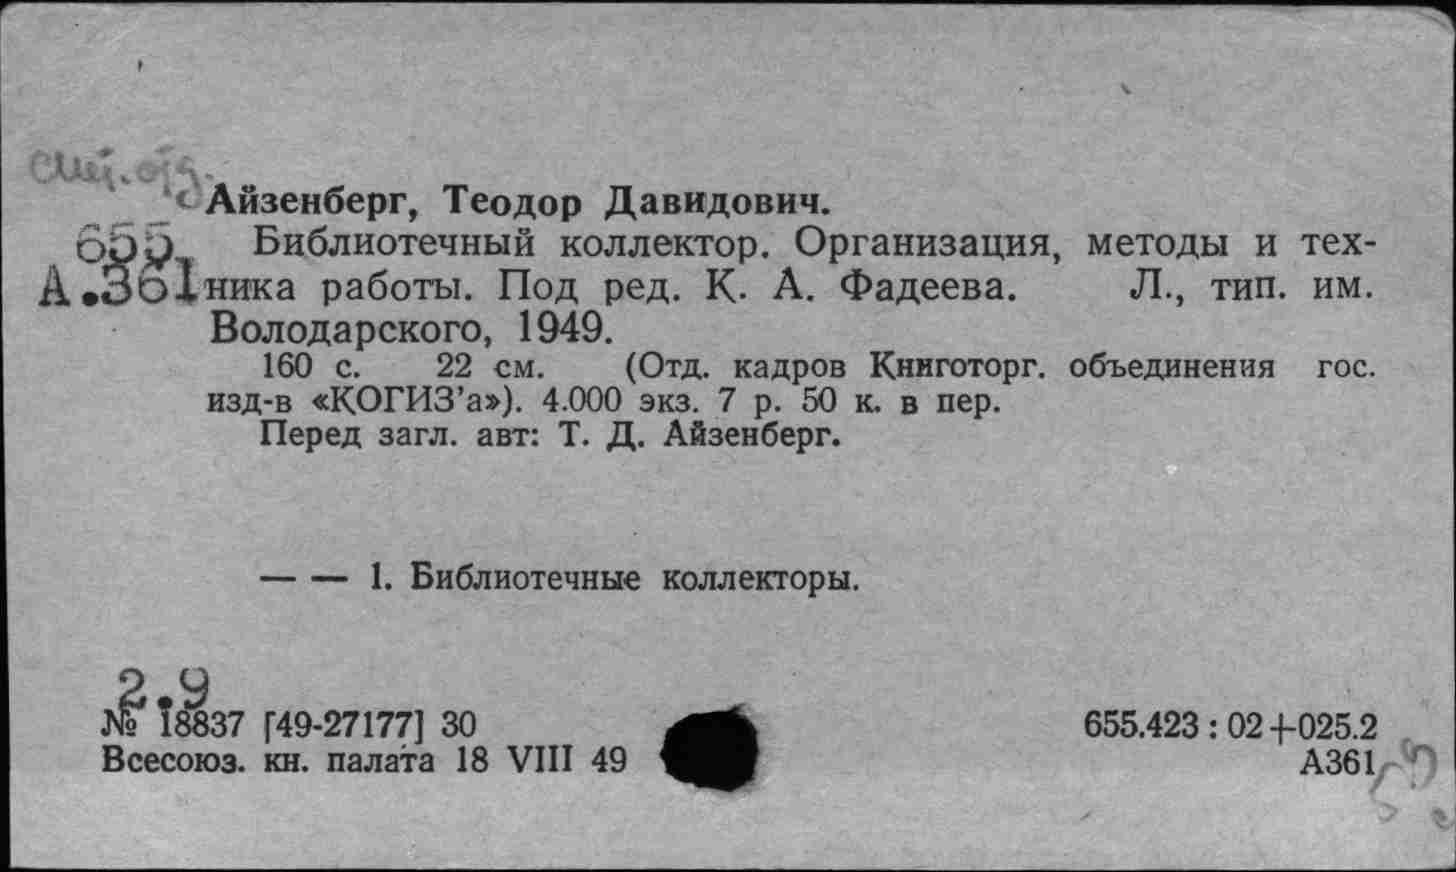 Айзенберг, Теодор Давидович.
655 Библиотечный коллектор. Организация, методы и тех-
А.361 ника работы. Под ред. К. А. Фадеева. Л., тип. им.
Володарского, 1949.
160 с. 22 см. (Отд. кадров Книготорг. объединения гос.
изд-в «КОГИЗ’а»). 4.000 экз. 7 р. 50 к. в пер.
Перед загл. авт: Т. Д. Айзенберг.
— — 1. Библиотечные коллекторы.
2.9
№ 18837 [49-27177] 30
655.423 : 02+025.2
Всесоюз. кн. палата 18 VIII 49
А361